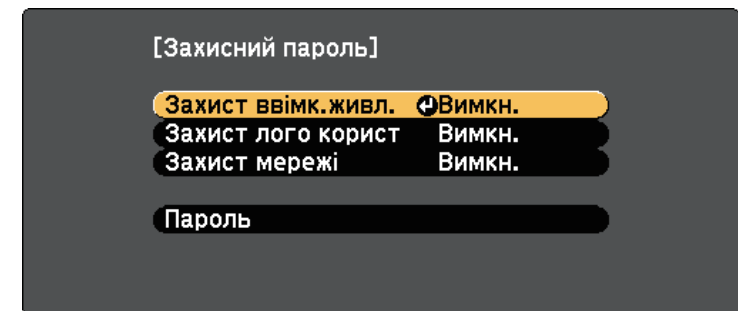 [Захисний пароль]
Захист ввімк.живл. Вимкн.
Захист лого корист Вимкн.
Захист мережі Вимкн.
Пароль